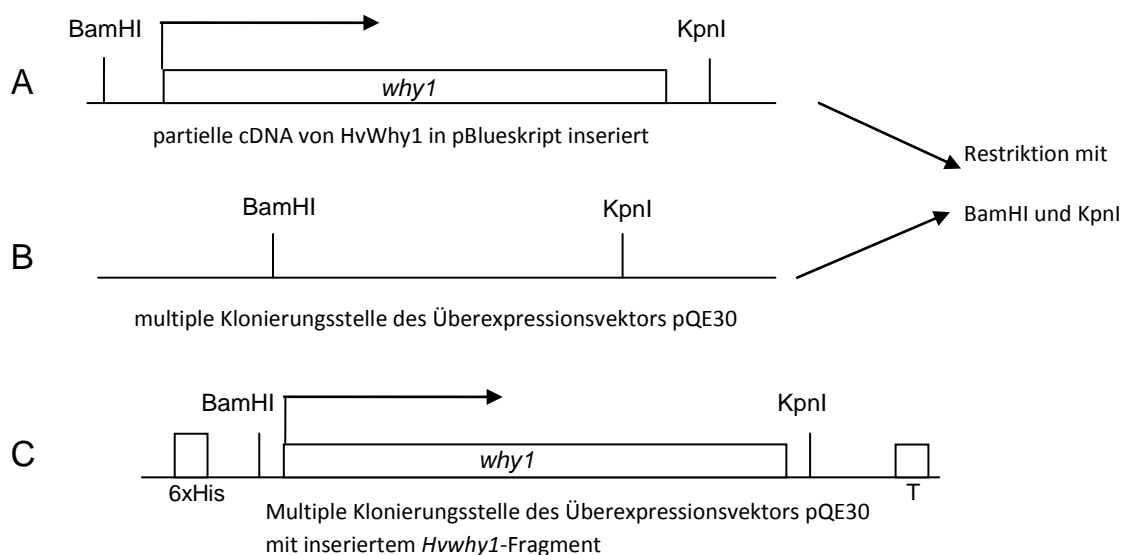 BamHI
KpnI
A
why1
partielle cDNA von HvWhy1 in pBlueskript inseriert
Restriktion mit
BamHI und KpnI
BamHI
KpnI
B
multiple Klonierungsstelle des Überexpressionsvektors pQE30
BamHI
KpnI
C
why1
6xHis
T
Multiple Klonierungsstelle des Überexpressionsvektors pQE30
mit inseriertem Hvwhy1-Fragment